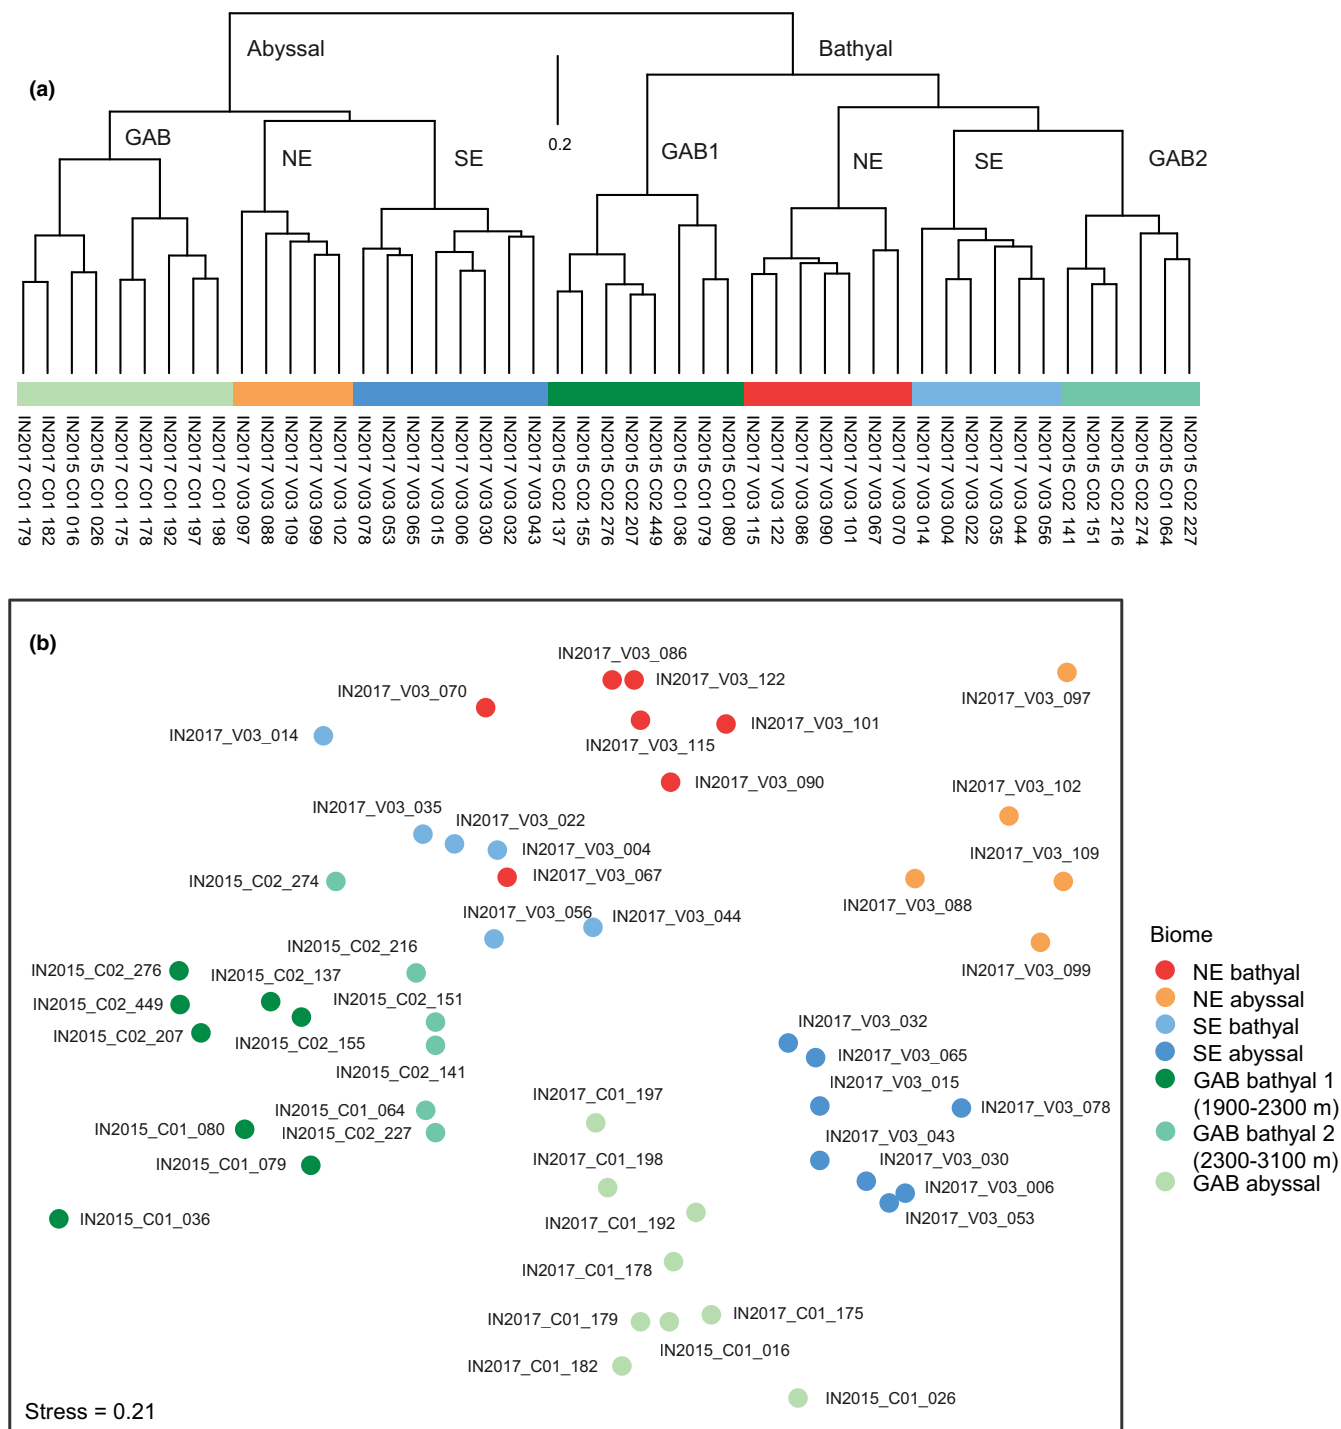 Abyssal
Bathyal
(a)
0.2
GAB
NE
SE
GAB1
NE
SE
GAB2
IN2017 C01 179
IN2017 C01 182
IN2015 C01 016
IN2015 C01 026
IN2017 C01 175
IN2017 C01 178
IN2017 C01 192
IN2017 C01 197
IN2017 C01 198
IN2017 V03 097
IN2017 V03 088
IN2017 V03 109
IN2017 V03 099
IN2017 V03 102
IN2017 V03 078
IN2017 V03 053
IN2017 V03 065
IN2017 V03 015
IN2017 V03 006
IN2017 V03 030
IN2017 V03 032
IN2017 V03 043
IN2015 C02 137
IN2015 C02 155
IN2015 C02 276
IN2015 C02 207
IN2015 C02 449
IN2015 C01 036
IN2015 C01 079
IN2015 C01 080
IN2017 V03 115
IN2017 V03 122
IN2017 V03 086
IN2017 V03 090
IN2017 V03 101
IN2017 V03 067
IN2017 V03 070
IN2017 V03 014
IN2017 V03 004
IN2017 V03 022
IN2017 V03 035
IN2017 V03 044
IN2017 V03 056
IN2015 C02 141
IN2015 C02 151
IN2015 C02 216
IN2015 C02 274
IN2015 C01 064
IN2015 C02 227
(b)
IN2017_V03_086
IN2017_V03_122
IN2017_V03_070
IN2017_V03_097
IN2017_V03_014
IN2017_V03_101
IN2017_V03_115
IN2017_V03_090
IN2017_V03_102
IN2017_V03_035
IN2017_V03_022
IN2017_V03_004
IN2017_V03_109
IN2017_V03_067
IN2015_C02_274
IN2017_V03_088
IN2017_V03_056
IN2017_V03_044
IN2015_C02_216
IN2017_V03_099
IN2015_C02_276
IN2015_C02_137
IN2015_C02_151
IN2015_C02_449
IN2015_C02_207
IN2015_C02_155
IN2017_V03_032
IN2017_V03_065
IN2015_C02_141
IN2017_V03_015
IN2017_C01_197
IN2017_V03_078
IN2015_C01_064
IN2015_C01_080
IN2015_C02_227
IN2017_V03_043
IN2015_C01_079
IN2017_C01_198
IN2017_V03_030
IN2017_V03_006
IN2015_C01_036
IN2017_C01_192
IN2017_V03_053
IN2017_C01_178
IN2017_C01_179
IN2017_C01_175
IN2015_C01_016
IN2017_C01_182
IN2015_C01_026
Stress = 0.21
Biome
NE bathyal
NE abyssal
SE bathyal
SE abyssal
GAB bathyal 1
(1900-2300 m)
GAB bathyal 2
(2300-3100 m)
GAB abyssal